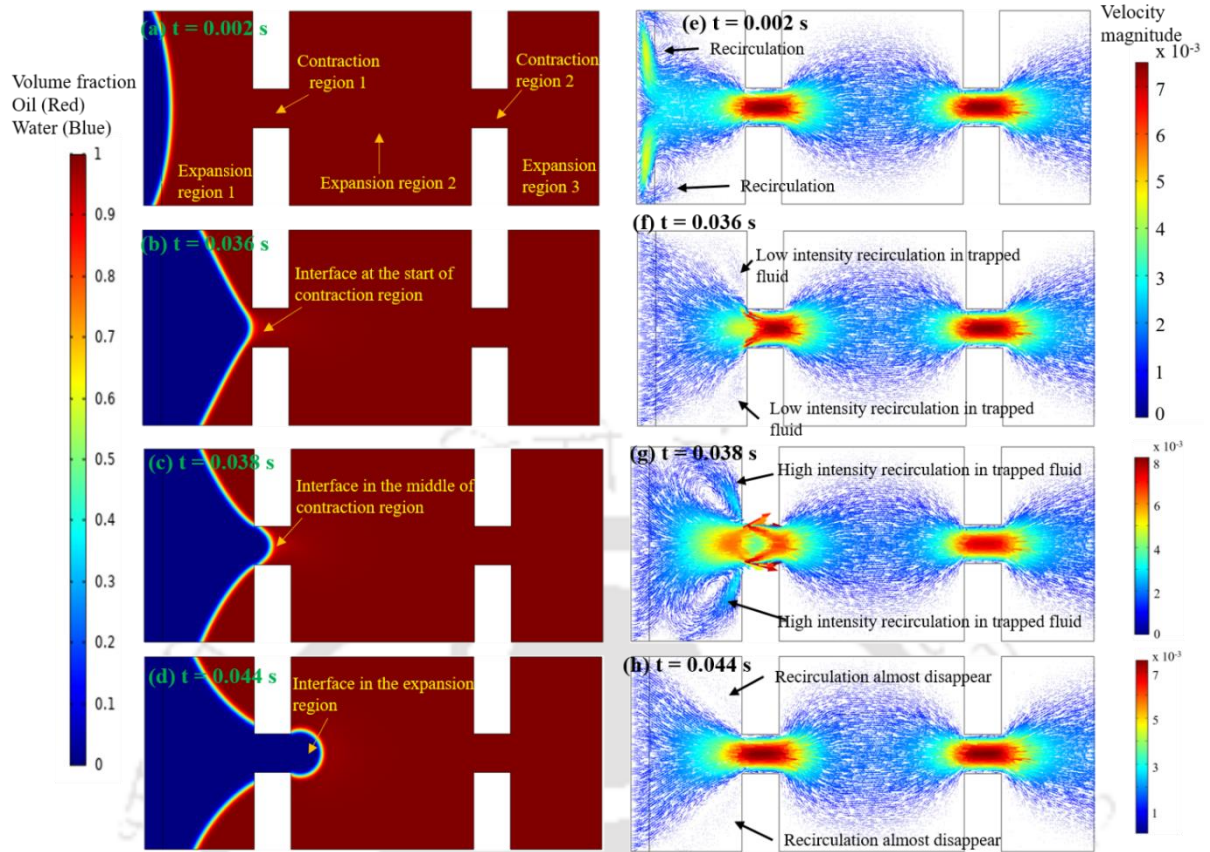 Volume fraction
Oil (Red)
Water (Blue)
1
0.9
0.8
0.7
0.6
0.5
0.4
0.3
0.2
0.1
0
(a) t = 0.002 s
Contraction
region 1
Contraction
region 2
Expansion
region 1
Expansion region 2
Expansion
region 3
(b) t = 0.036 s
Interface at the start of
contraction region
(c) t = 0.038 s
Interface in the middle of
contraction region
(d) t = 0.044 s
Interface in the expansion
region
(e) t = 0.002 s
Recirculation
Recirculation
(f) t = 0.036 s
Low intensity recirculation in trapped
fluid
Low intensity recirculation in trapped
fluid
(g) t = 0.038 s
High intensity recirculation in trapped fluid
High intensity recirculation in trapped fluid
(h) t = 0.044 s
Recirculation almost disappear
Recirculation almost disappear
Velocity
magnitude
x 10⁻³
7
6
5
4
3
2
1
0
x 10⁻³
8
6
4
2
0
x 10⁻³
7
5
3
1